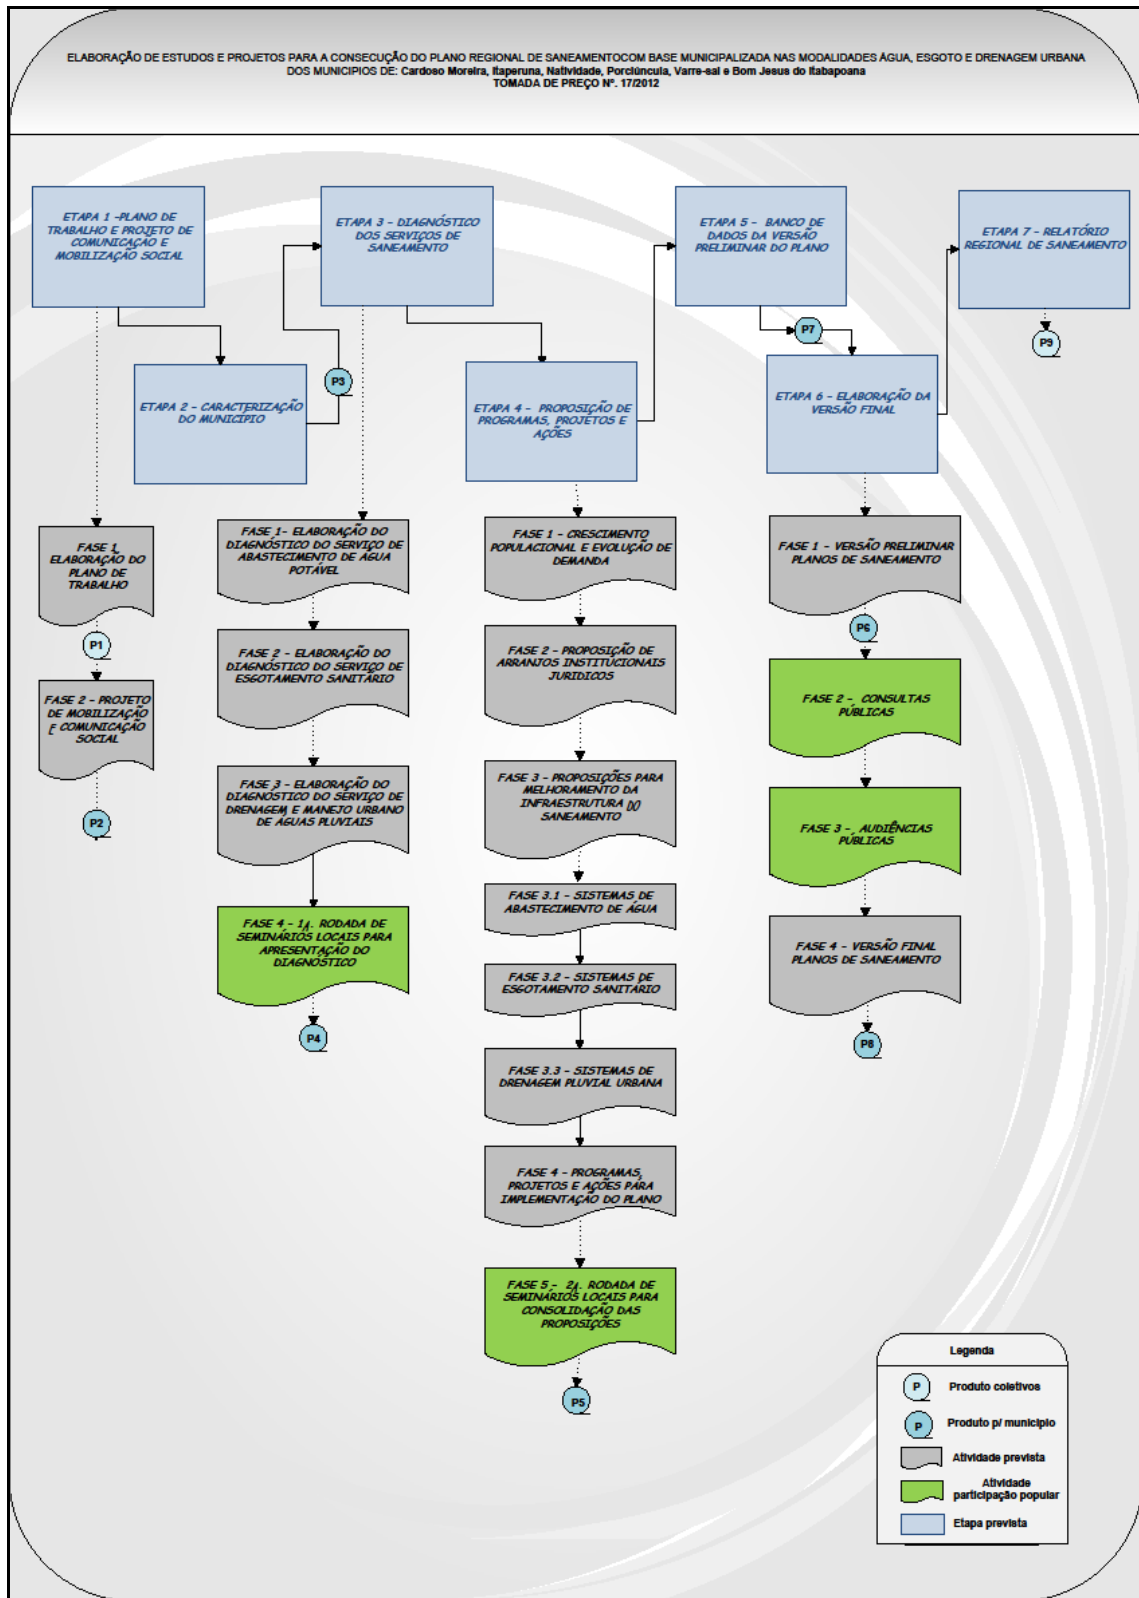 ELABORAÇÃO DE ESTUDOS E PROJETOS PARA A CONSECUÇÃO DO PLANO REGIONAL DE SANEAMENTOCOM BASE MUNICIPALIZADA NAS MODALIDADES ÁGUA, ESGOTO E DRENAGEM URBANA
DOS MUNICIPIOS DE: Cardoso Moreira, Itaperuna, Natividade, Porciúncula, Varre-sai e Bom Jesus do Itabapoana
TOMADA DE PREÇO Nº. 17/2012
ETAPA 1 -PLANO DE
TRABALHO E PROJETO DE
COMUNICAÇÃO E
MOBILIZAÇÃO SOCIAL
ETAPA 2 - CARACTERIZAÇÃO
DO MUNICÍPIO
P3
ETAPA 3 - DIAGNÓSTICO
DOS SERVIÇOS DE
SANEAMENTO
ETAPA 4 - PROPOSIÇÃO DE
PROGRAMAS, PROJETOS E
AÇÕES
ETAPA 5 - BANCO DE
DADOS DA VERSÃO
PRELIMINAR DO PLANO
P7
ETAPA 6 - ELABORAÇÃO DA
VERSÃO FINAL
ETAPA 7 - RELATÓRIO
REGIONAL DE SANEAMENTO
P9
FASE 1
ELABORAÇÃO DO
PLANO DE
TRABALHO
P1
FASE 2 - PROJETO
DE MOBILIZAÇÃO
E COMUNICAÇÃO
SOCIAL
P2
FASE 1- ELABORAÇÃO DO
DIAGNÓSTICO DO SERVIÇO DE
ABASTECIMENTO DE ÁGUA
POTÁVEL
FASE 2 - ELABORAÇÃO DO
DIAGNÓSTICO DO SERVIÇO DE
ESGOTAMENTO SANITÁRIO
FASE 3 - ELABORAÇÃO DO
DIAGNÓSTICO DO SERVIÇO DE
DRENAGEM E MANEJO URBANO
DE ÁGUAS PLUVIAIS
FASE 4 - 1A. RODADA DE
SEMINÁRIOS LOCAIS PARA
APRESENTAÇÃO DO
DIAGNÓSTICO
P4
FASE 1 - CRESCIMENTO
POPULACIONAL E EVOLUÇÃO DE
DEMANDA
FASE 2 - PROPOSIÇÃO DE
ARRANJOS INSTITUCIONAIS
JURIDICOS
FASE 3 - PROPOSIÇÕES PARA
MELHORAMENTO DA
INFRAESTRUTURA DO
SANEAMENTO
FASE 3.1 - SISTEMAS DE
ABASTECIMENTO DE ÁGUA
FASE 3.2 - SISTEMAS DE
ESGOTAMENTO SANITÁRIO
FASE 3.3 - SISTEMAS DE
DRENAGEM PLUVIAL URBANA
FASE 4 - PROGRAMAS,
PROJETOS E AÇÕES PARA
IMPLEMENTAÇÃO DO PLANO
FASE 5 - 2A. RODADA DE
SEMINÁRIOS LOCAIS PARA
CONSOLIDAÇÃO DAS
PROPOSIÇÕES
P5
FASE 1 - VERSÃO PRELIMINAR
PLANOS DE SANEAMENTO
P6
FASE 2 - CONSULTAS
PÚBLICAS
FASE 3 - AUDIÊNCIAS
PÚBLICAS
FASE 4 - VERSÃO FINAL
PLANOS DE SANEAMENTO
P8
Legenda
P Produto coletivos
P Produto p/ municipio
Atividade prevista
Atividade
participação popular
Etapa prevista